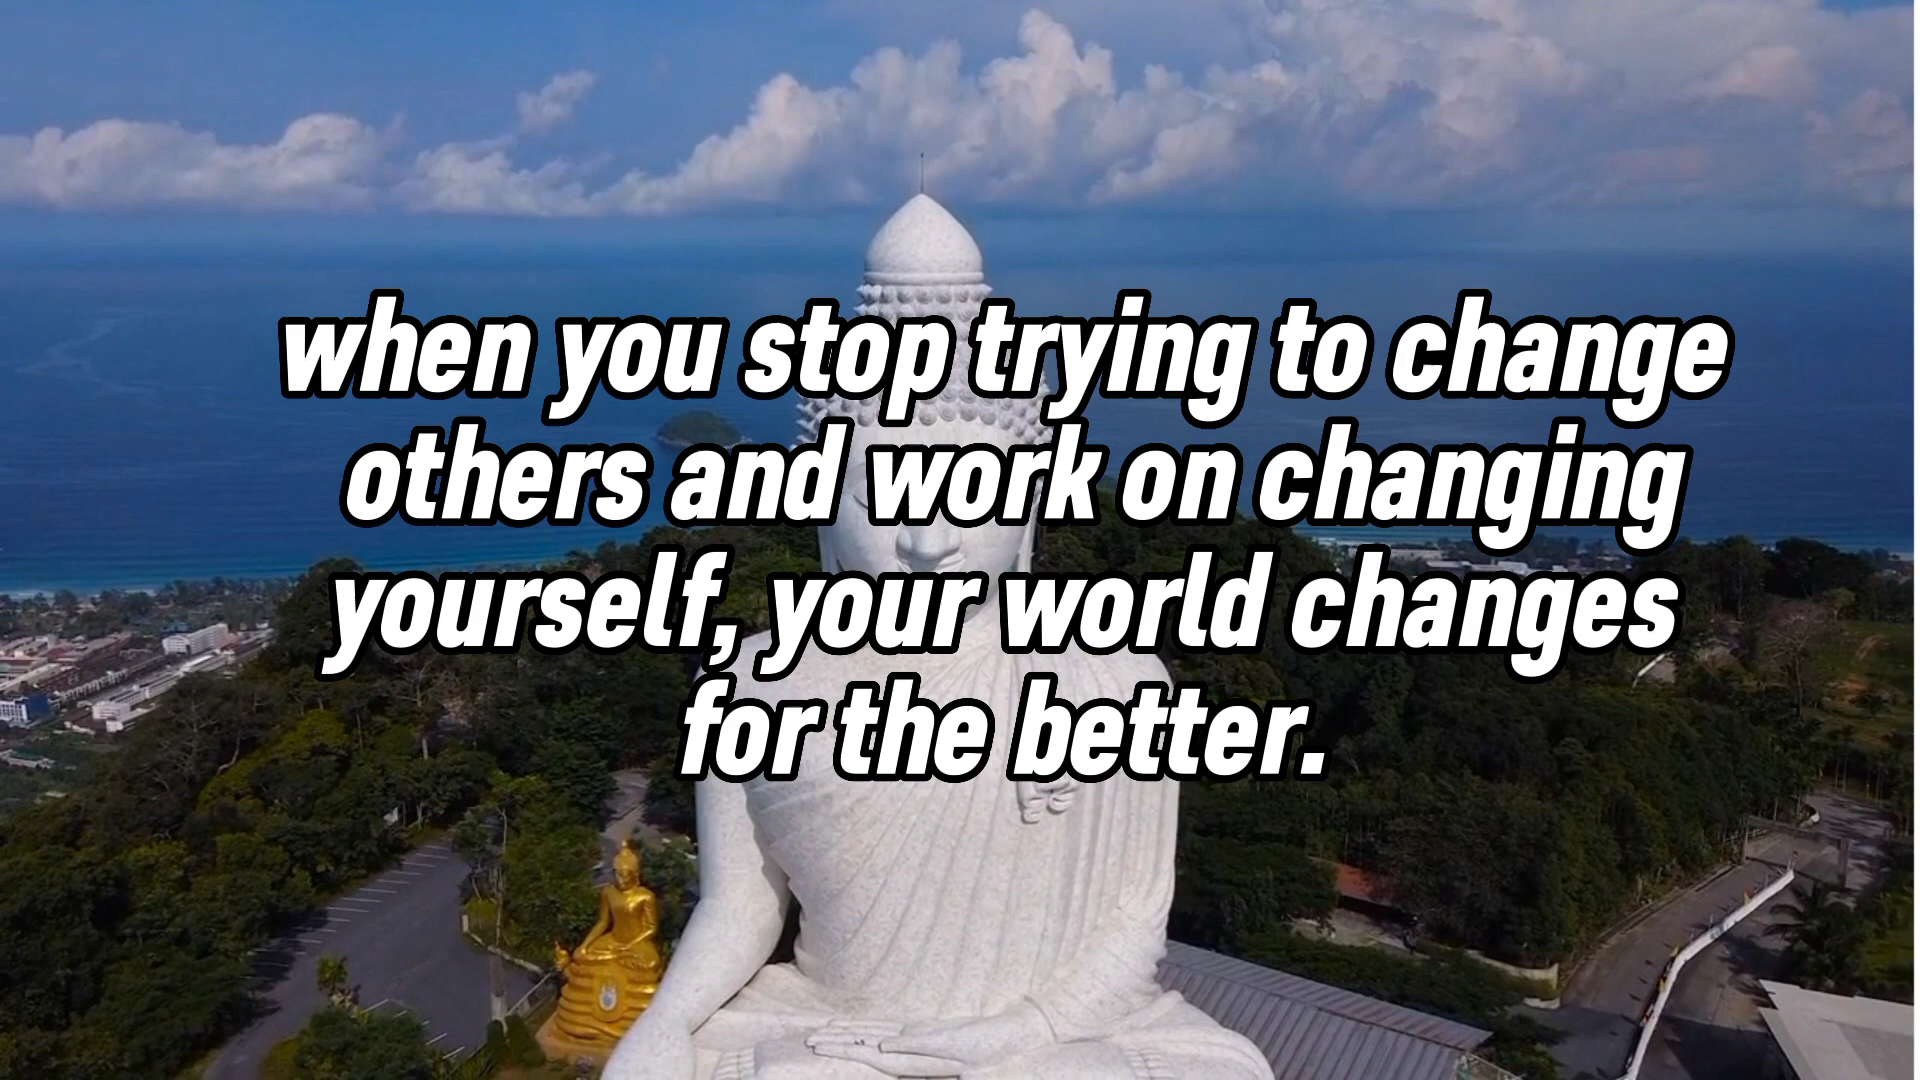 when you stop trying to change
others and work on changing
yourself, your world changes
for the better.